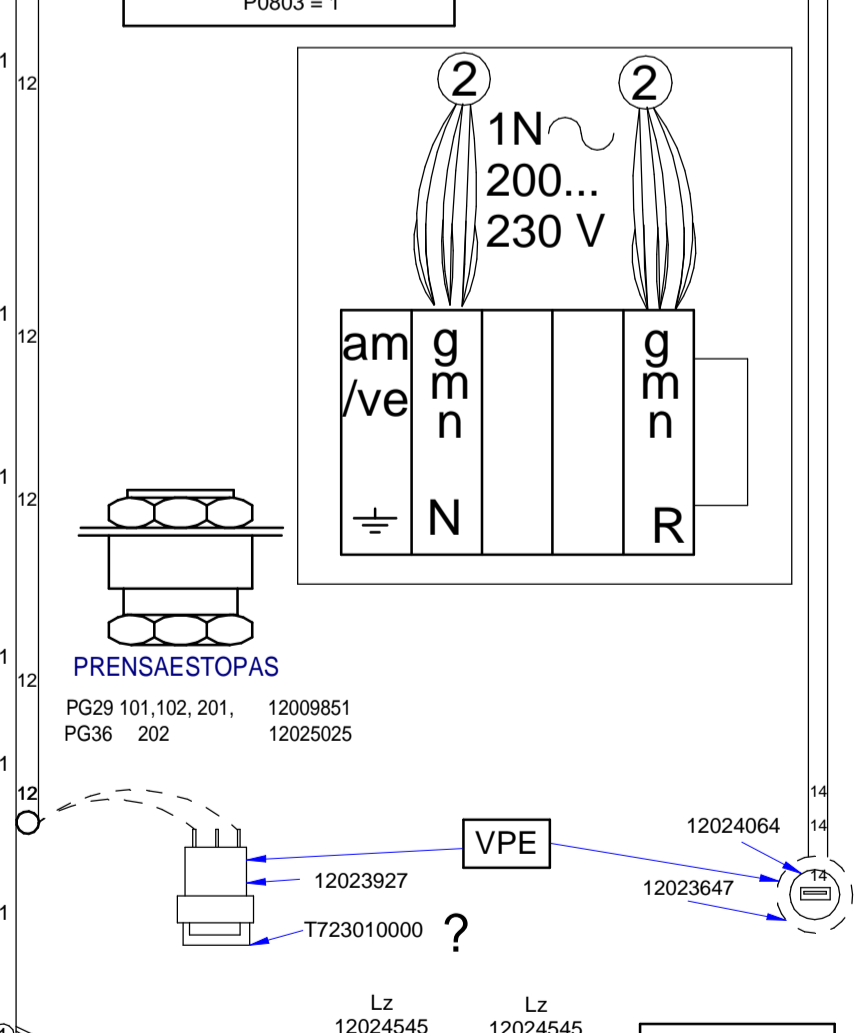 P0803 = 1
1
12
2
2
1N
200...
230 V
1
12
am
/ve
g
m
n
N
g
m
n
R
1
12
PRENSAESTOPAS
1
12
PG29 101,102, 201, 12009851
PG36 202 12025025
1
12
14
14
12024064
VPE
14
12023927
12023647
1
T723010000 ?
Lz
12024545
Lz
12024545